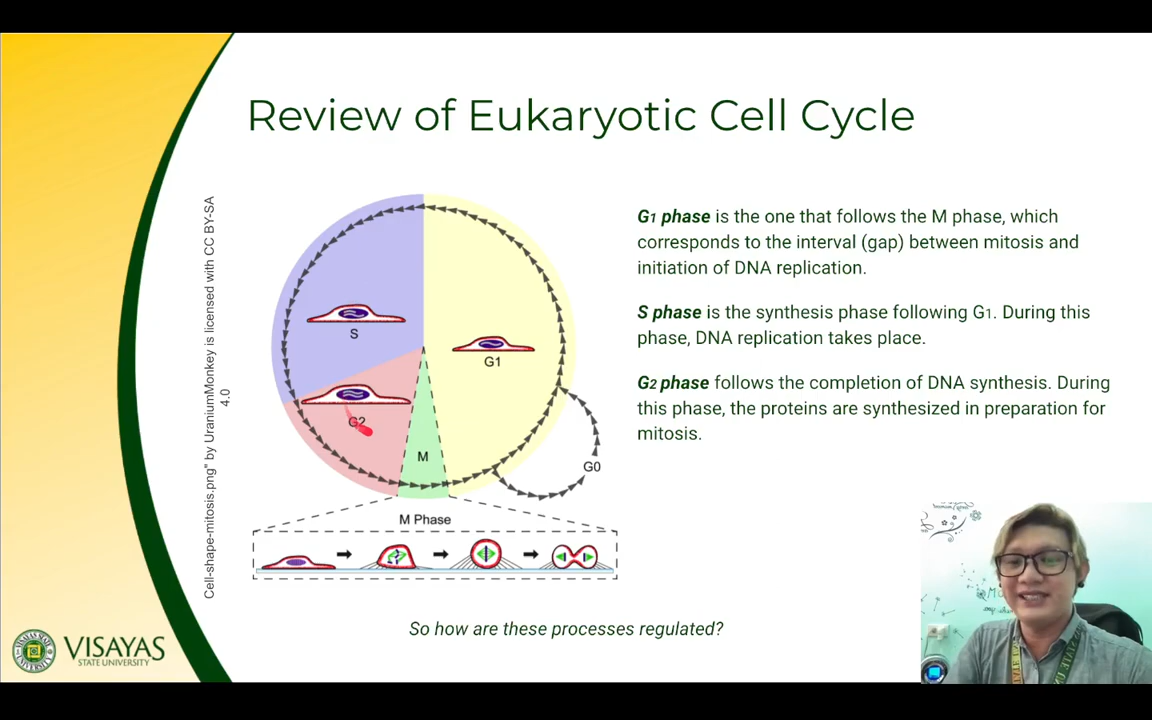 Review of Eukaryotic Cell Cycle
Cell-shape-mitosis.png" by UraniumMonkey is licensed with CC BY-SA
4.0
S
G1
G2
M
G0
M Phase
G1 phase is the one that follows the M phase, which
corresponds to the interval (gap) between mitosis and
initiation of DNA replication.
S phase is the synthesis phase following G1. During this
phase, DNA replication takes place.
G2 phase follows the completion of DNA synthesis. During
this phase, the proteins are synthesized in preparation for
mitosis.
So how are these processes regulated?
VISAYAS
STATE UNIVERSITY